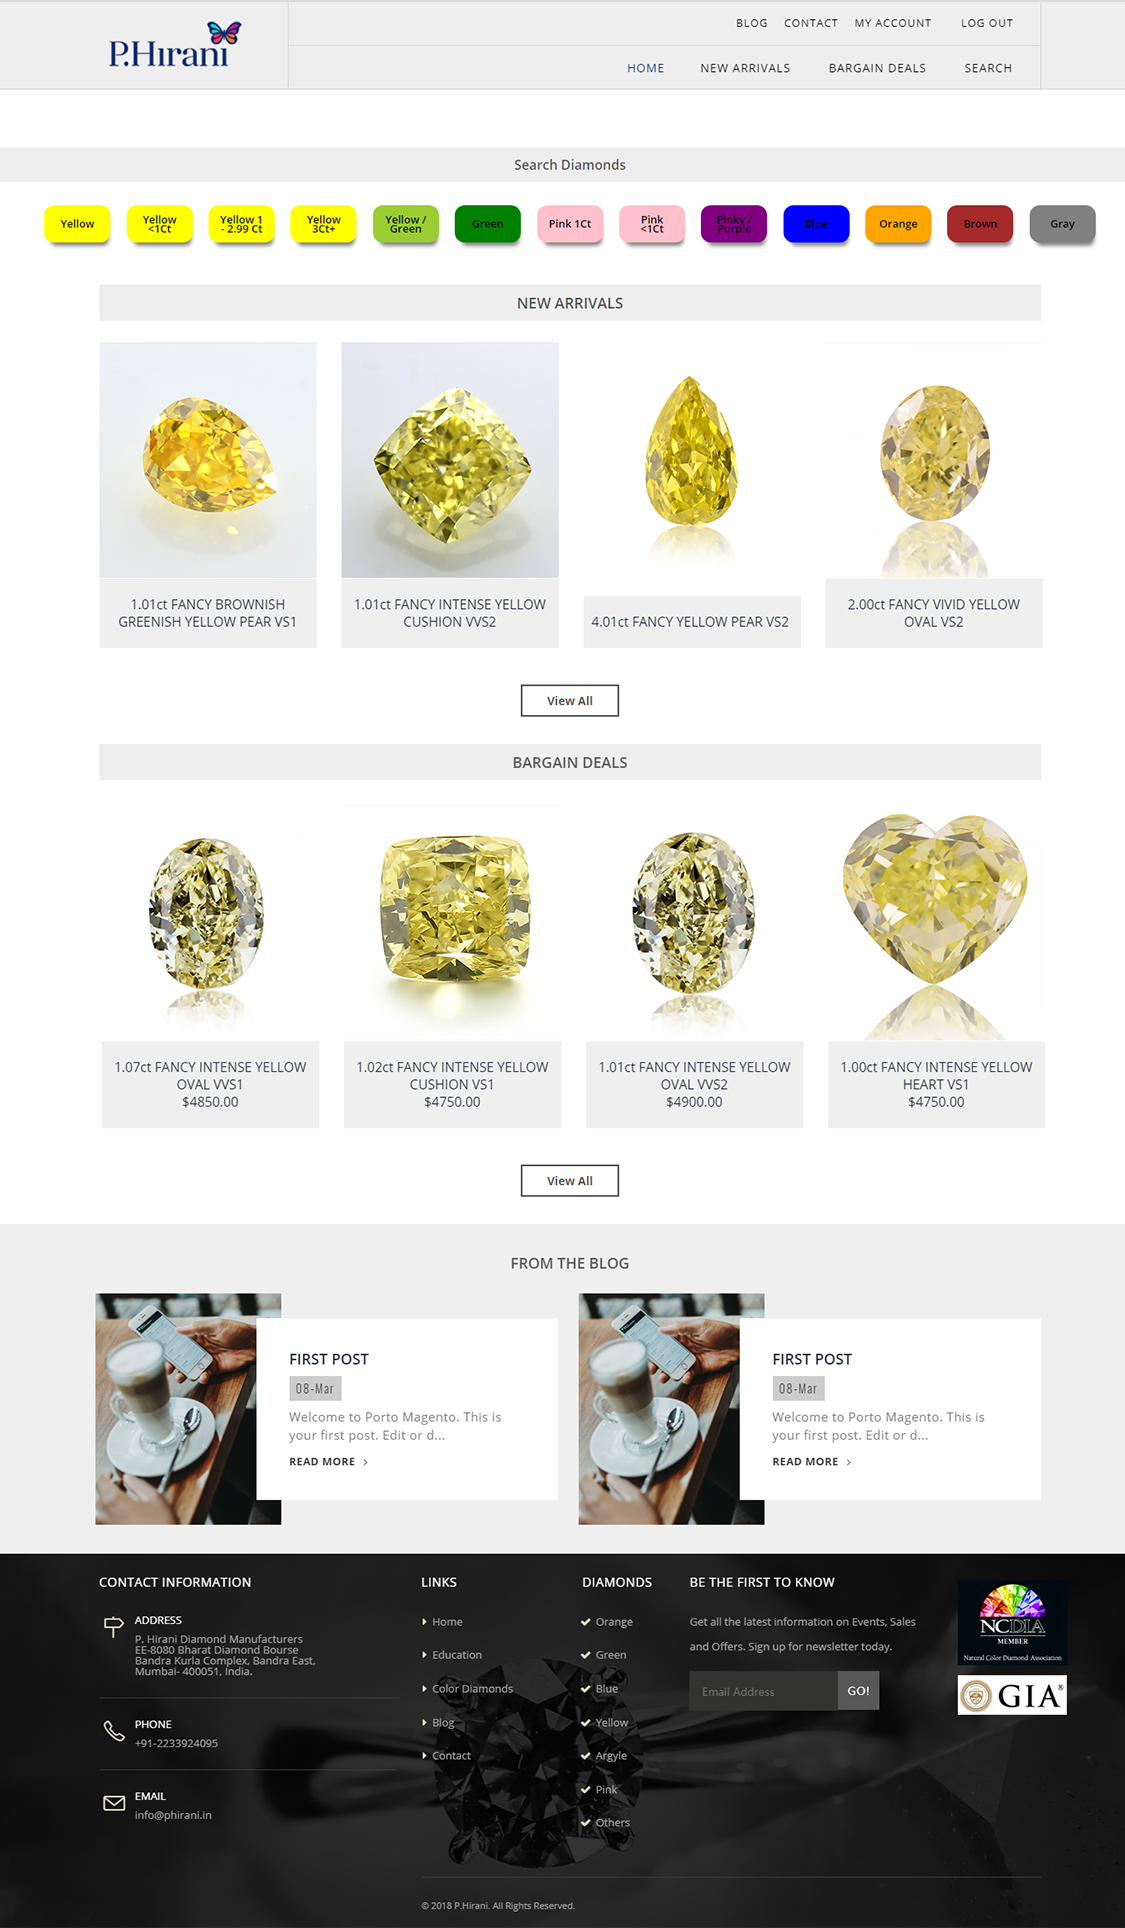 P.Hirani
BLOG CONTACT MY ACCOUNT LOG OUT
HOME NEW ARRIVALS BARGAIN DEALS SEARCH
Search Diamonds
Yellow
Yellow
<1Ct
Yellow 1
- 2.99 Ct
Yellow
3Ct+
Yellow /
Green
Green
Pink 1Ct
Pink
<1Ct
Pinky /
Purple
Blue
Orange
Brown
Gray
NEW ARRIVALS
1.01ct FANCY BROWNISH
GREENISH YELLOW PEAR VS1
1.01ct FANCY INTENSE YELLOW
CUSHION VVS2
4.01ct FANCY YELLOW PEAR VS2
2.00ct FANCY VIVID YELLOW
OVAL VS2
View All
BARGAIN DEALS
1.07ct FANCY INTENSE YELLOW
OVAL VVS1
$4850.00
1.02ct FANCY INTENSE YELLOW
CUSHION VS1
$4750.00
1.01ct FANCY INTENSE YELLOW
OVAL VVS2
$4900.00
1.00ct FANCY INTENSE YELLOW
HEART VS1
$4750.00
View All
FROM THE BLOG
FIRST POST
08-Mar
Welcome to Porto Magento. This is
your first post. Edit or d...
READ MORE >
FIRST POST
08-Mar
Welcome to Porto Magento. This is
your first post. Edit or d...
READ MORE >
CONTACT INFORMATION
ADDRESS
P. Hirani Diamond Manufacturers
EE-8080 Bharat Diamond Bourse
Bandra Kurla Complex, Bandra East,
Mumbai- 400051, India.
PHONE
+91-2233924095
EMAIL
info@phirani.in
LINKS
Home
Education
Color Diamonds
Blog
Contact
DIAMONDS
Orange
Green
Blue
Yellow
Argyle
Pink
Others
BE THE FIRST TO KNOW
Get all the latest information on Events, Sales
and Offers. Sign up for newsletter today.
Email Address GO!
NCDIA
MEMBER
Natural Color Diamond Association
GIA®
© 2018 P.Hirani. All Rights Reserved.